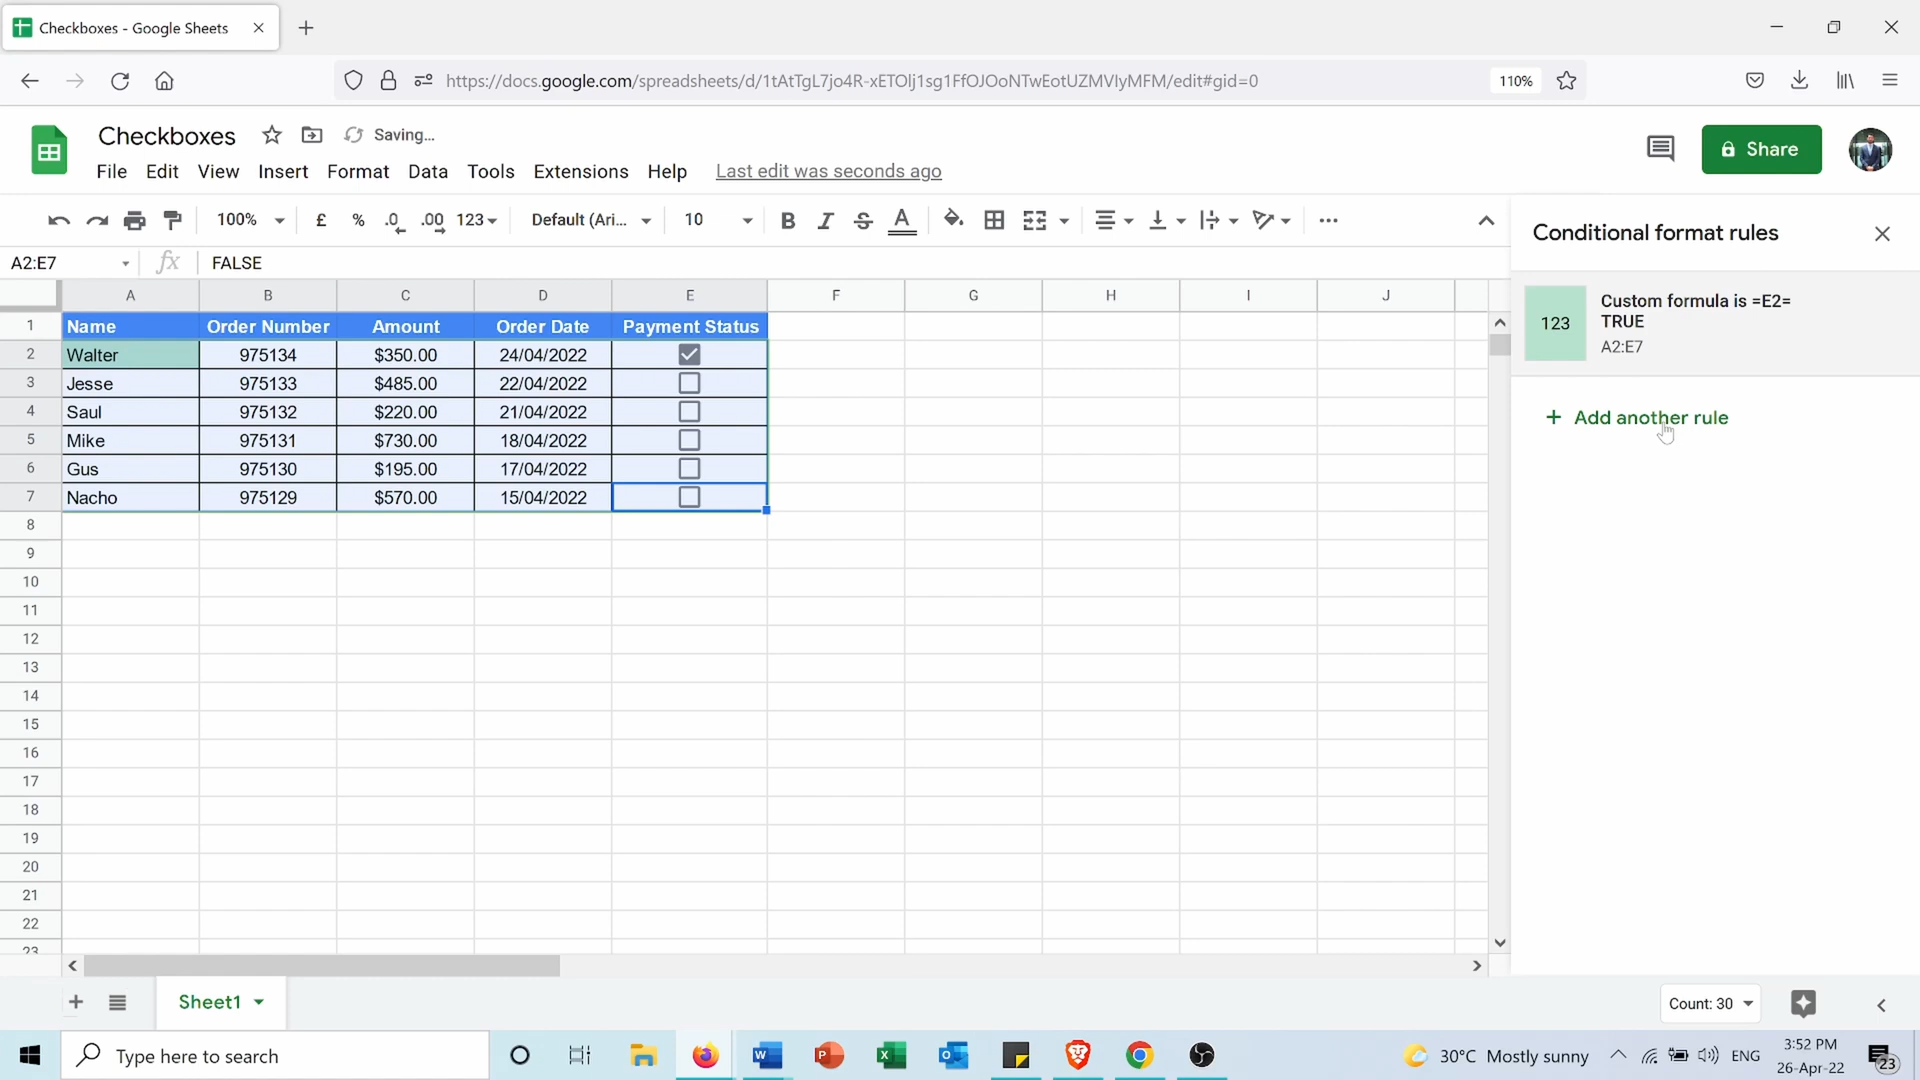 Checkboxes - Google Sheets
https://docs.google.com/spreadsheets/d/1tAtTgL7jo4R-xETOlj1sg1FfOJOoNTwEotUZMVIyMFM/edit#gid=0
110%
Checkboxes
Saving...
File Edit View Insert Format Data Tools Extensions Help Last edit was seconds ago
Share
100% £ % .0 .00 123 Default (Ari... 10 B I S A
Conditional format rules
A2:E7 fx FALSE
A B C D E F G H I J
1 Name Order Number Amount Order Date Payment Status
2 Walter 975134 $350.00 24/04/2022
3 Jesse 975133 $485.00 22/04/2022
4 Saul 975132 $220.00 21/04/2022
5 Mike 975131 $730.00 18/04/2022
6 Gus 975130 $195.00 17/04/2022
7 Nacho 975129 $570.00 15/04/2022
8
9
10
11
12
13
14
15
16
17
18
19
20
21
22
23
123
Custom formula is =E2=
TRUE
A2:E7
+ Add another rule
Sheet1
Count: 30
Type here to search
30°C Mostly sunny
ENG
3:52 PM
26-Apr-22
23